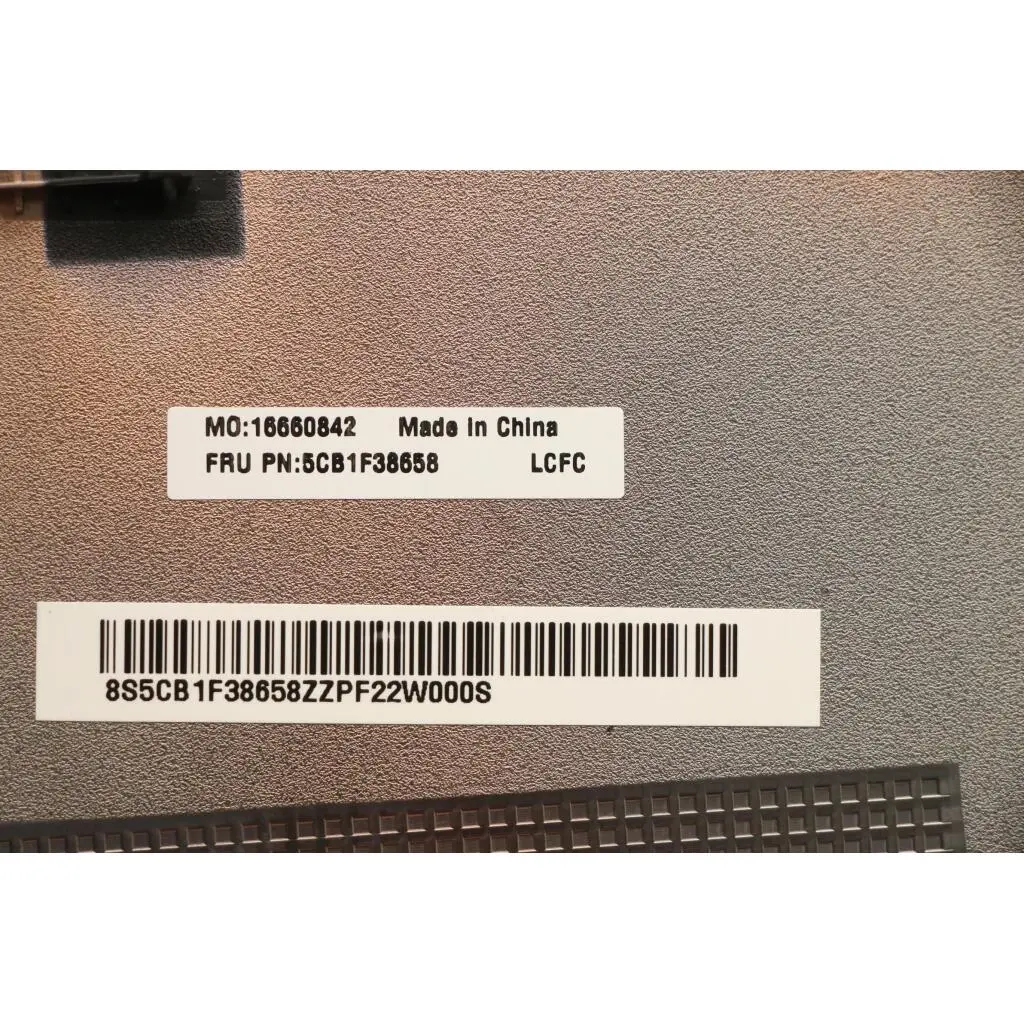 MO:16660842 Made In China
FRU PN:5CB1F38658 LCFC
8S5CB1F38658ZZPF22W000S